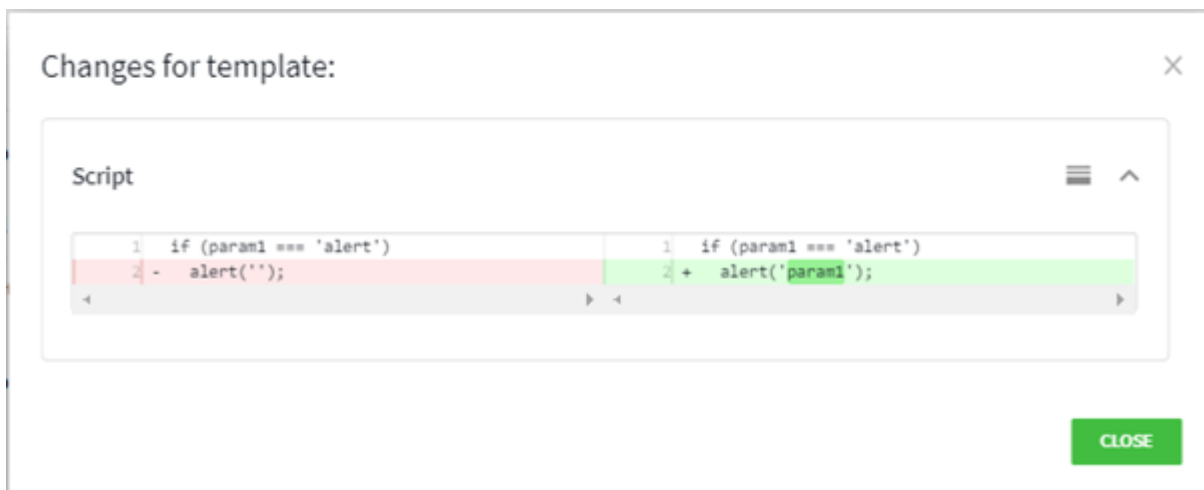 Changes for template:
Script
1 if (param1 === 'alert')
2 - alert('');
1 if (param1 === 'alert')
2 + alert('param1');
CLOSE